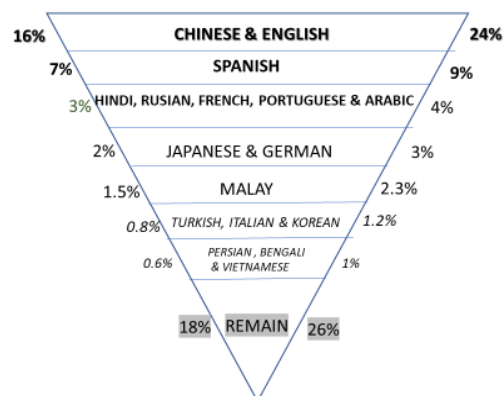 16% CHINESE & ENGLISH 24%
7% SPANISH 9%
3% HINDI, RUSIAN, FRENCH, PORTUGUESE & ARABIC 4%
2% JAPANESE & GERMAN 3%
1.5% MALAY 2.3%
0.8% TURKISH, ITALIAN & KOREAN 1.2%
0.6% PERSIAN , BENGALI 1%
& VIETNAMESE
18% REMAIN 26%